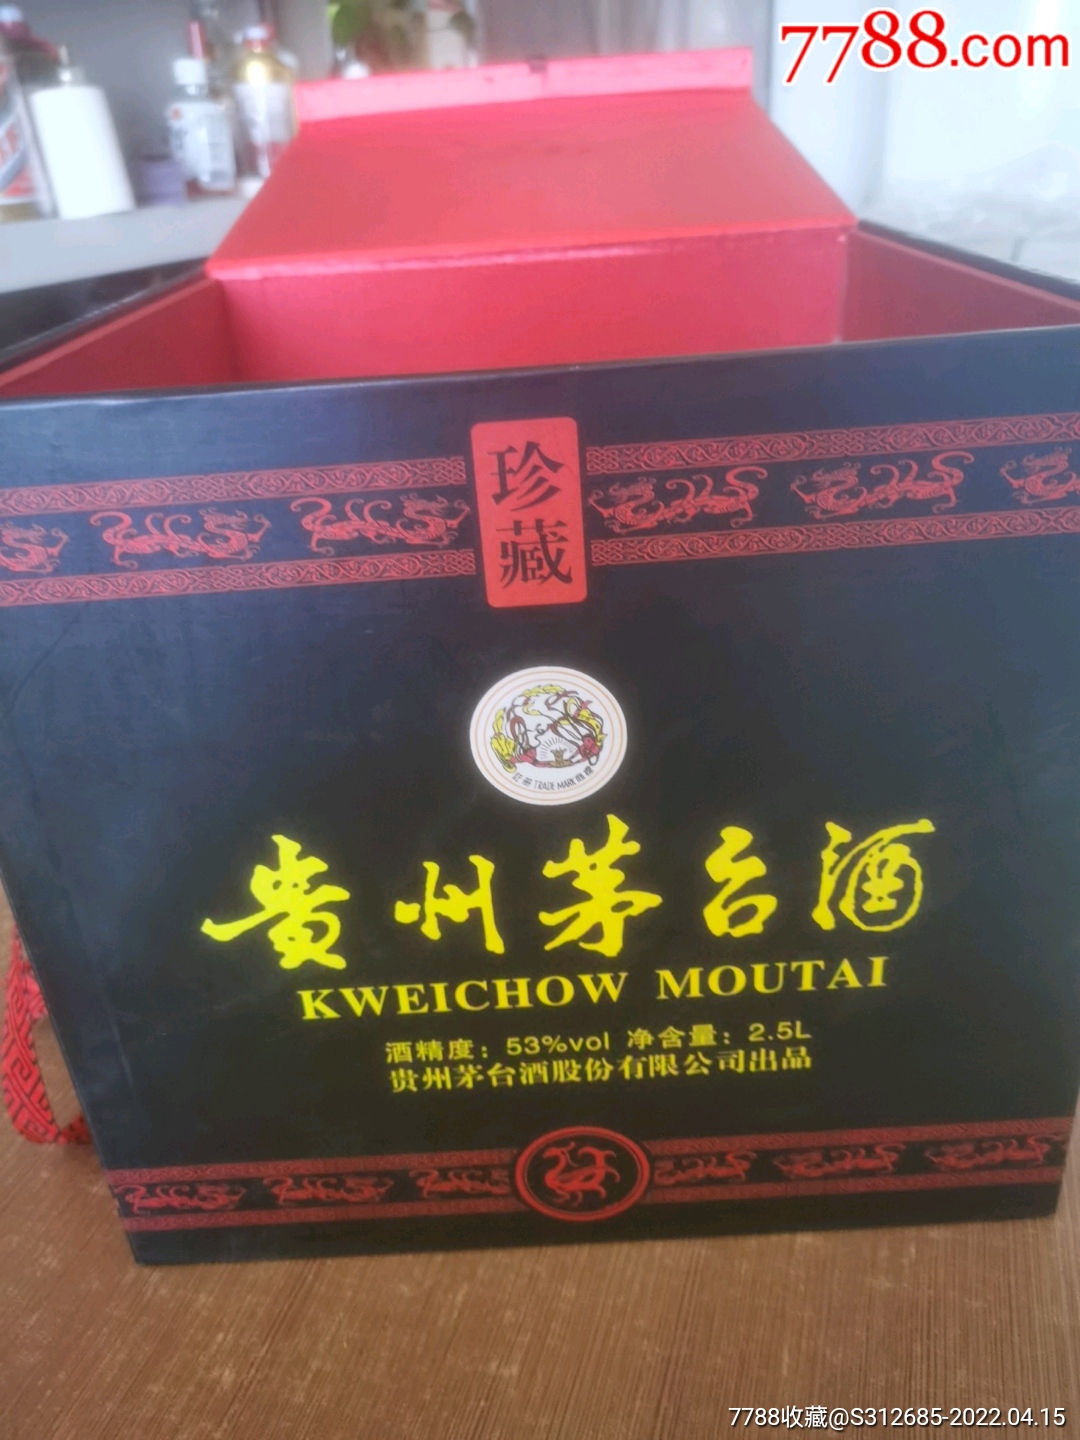 7788.com
珍
藏
TRADE MARK
贵州茅台酒
KWEICHOW MOUTAI
酒精度：53%vol 净含量：2.5L
贵州茅台酒股份有限公司出品
7788收藏@S312685-2022.04.15